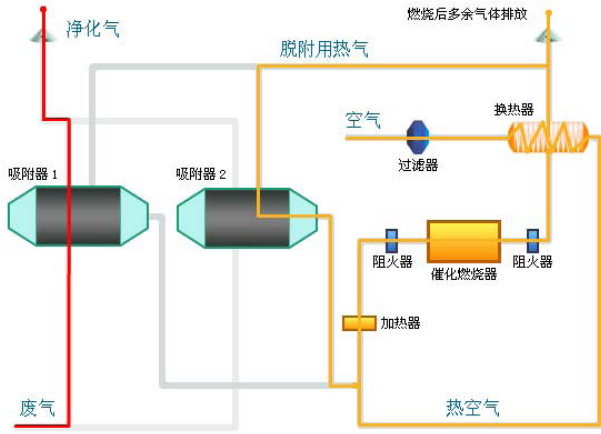 净化气
燃烧后多余气体排放
脱附用热气
换热器
空气
过滤器
吸附器1
吸附器2
阻火器
催化燃烧器
阻火器
加热器
废气
热空气